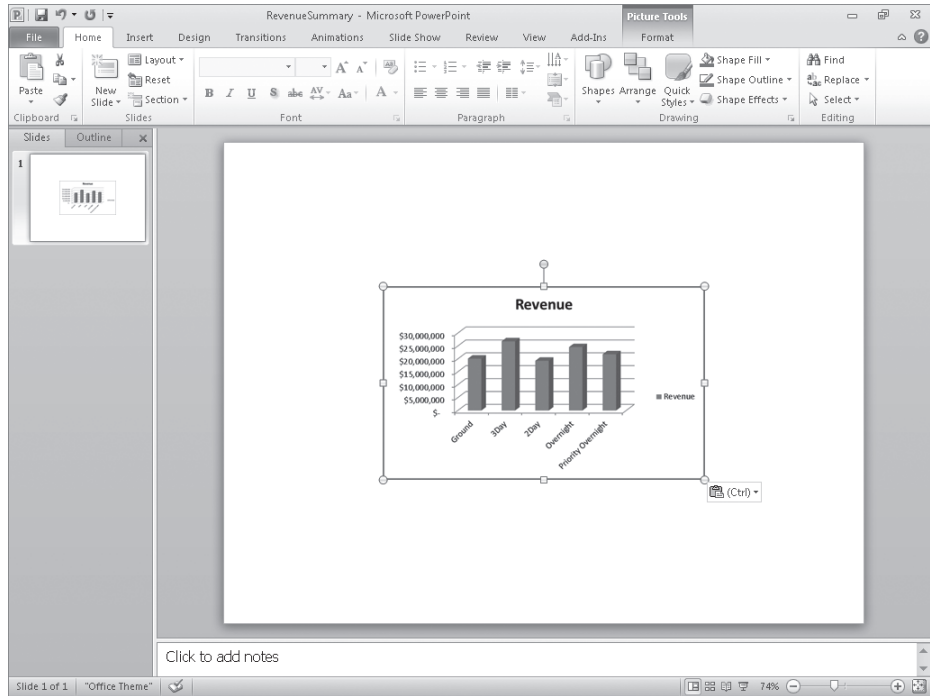 RevenueSummary - Microsoft PowerPoint
Picture Tools
File Home Insert Design Transitions Animations Slide Show Review View Add-Ins Format
Paste
Clipboard
New Slide
Layout
Reset
Section
Slides
B I U S abc AV Aa A
Font
Paragraph
Shapes Arrange Quick Styles
Shape Fill
Shape Outline
Shape Effects
Drawing
Find
Replace
Select
Editing
Slides Outline
1
Revenue
$30,000,000
$25,000,000
$20,000,000
$15,000,000
$10,000,000
$5,000,000
$-
Ground
3Day
2Day
Overnight
Priority Overnight
Revenue
(Ctrl)
Click to add notes
Slide 1 of 1 "Office Theme" 74%